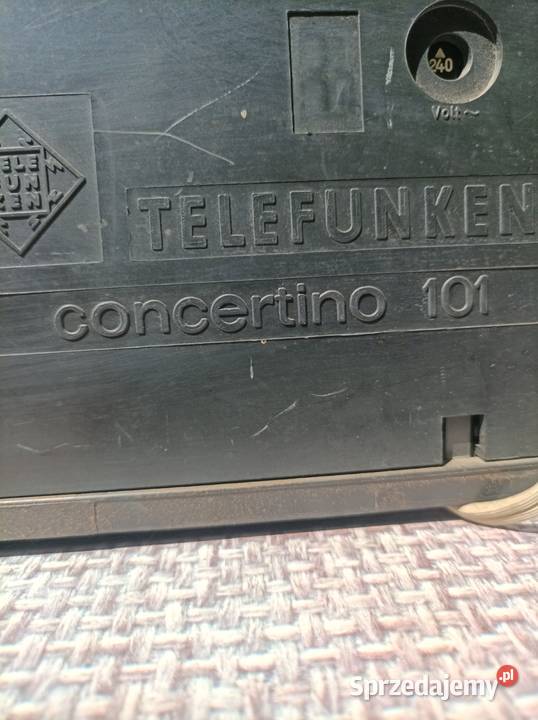 240
Volt~
TELE
FUN
KEN
TELEFUNKEN
concertino 101
Sprzedajemy.pl